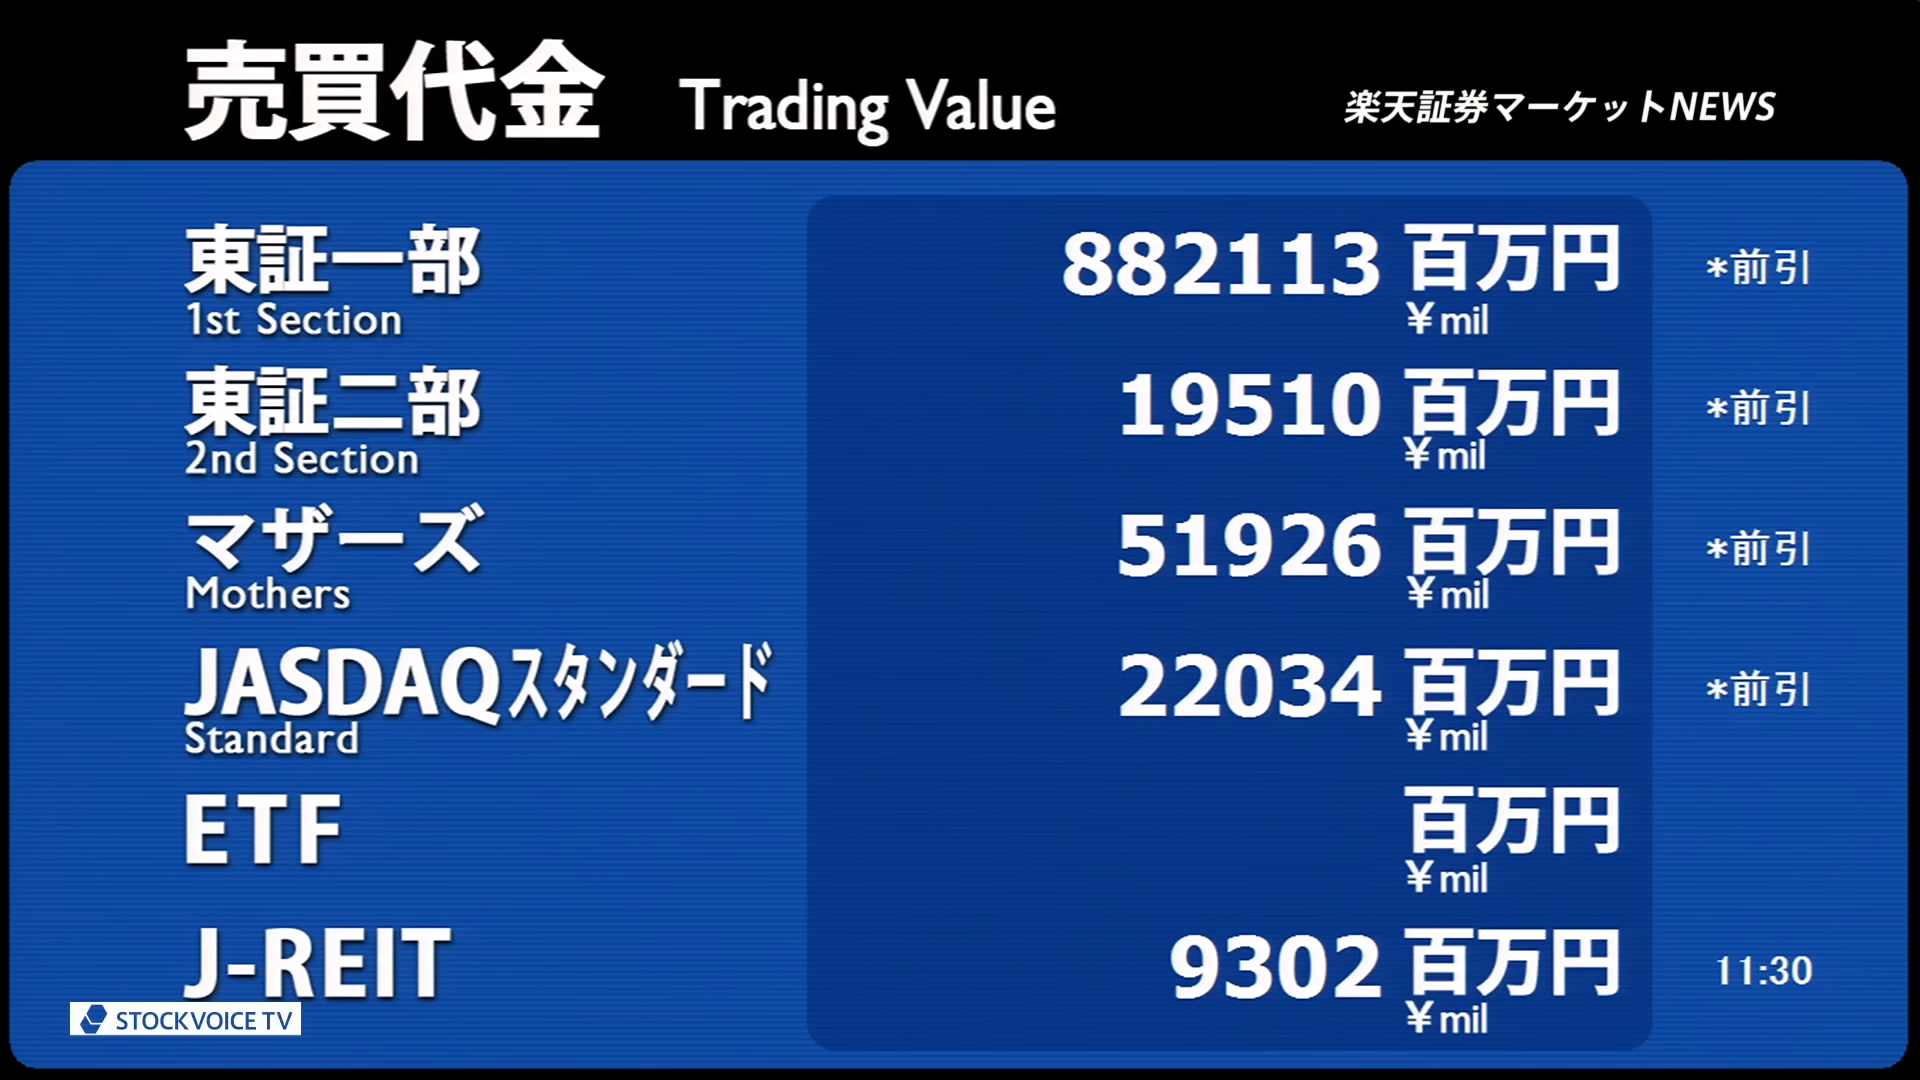 売買代金 Trading Value 楽天証券マーケットNEWS
東証一部 882113 百万円 *前引
1st Section ¥mil
東証二部 19510 百万円 *前引
2nd Section ¥mil
マザーズ 51926 百万円 *前引
Mothers ¥mil
JASDAQスタンダード 22034 百万円 *前引
Standard ¥mil
ETF 百万円
¥mil
J-REIT 9302 百万円 11:30
¥mil
STOCKVOICE TV